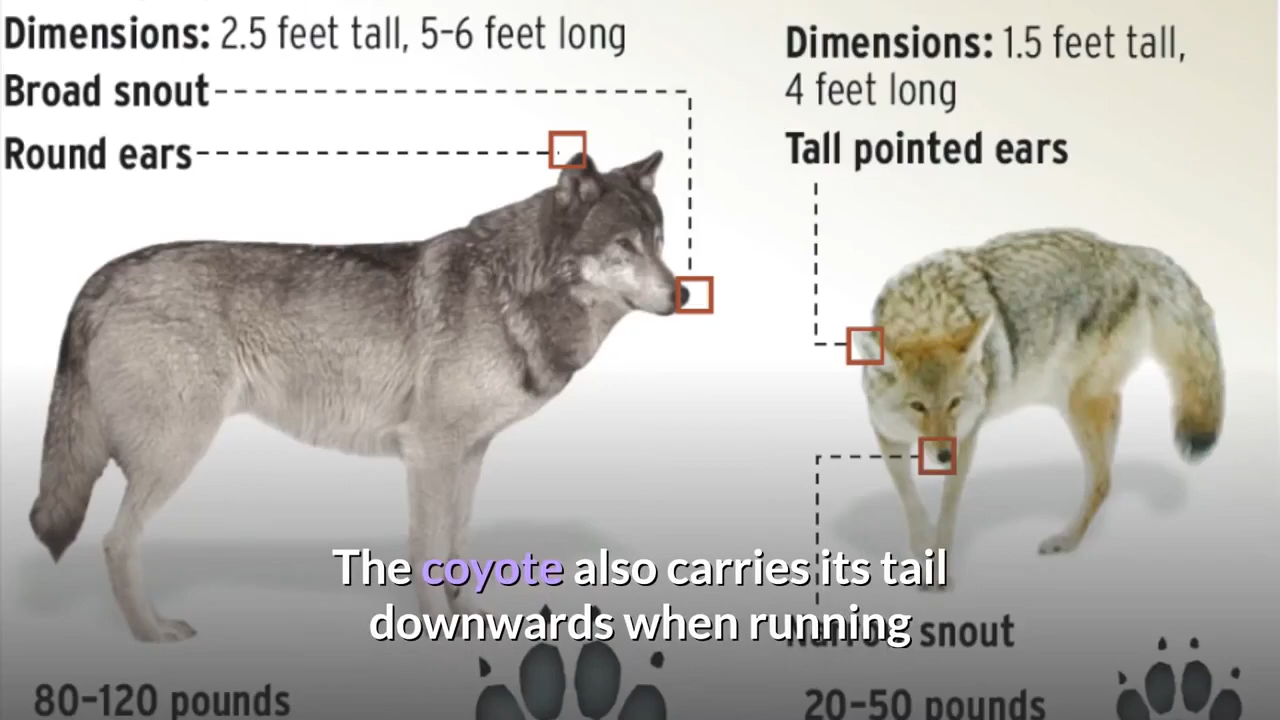 Dimensions: 2.5 feet tall, 5-6 feet long
Broad snout
Round ears
80-120 pounds
Dimensions: 1.5 feet tall,
4 feet long
Tall pointed ears
Narrow snout
20-50 pounds
The coyote also carries its tail
downwards when running